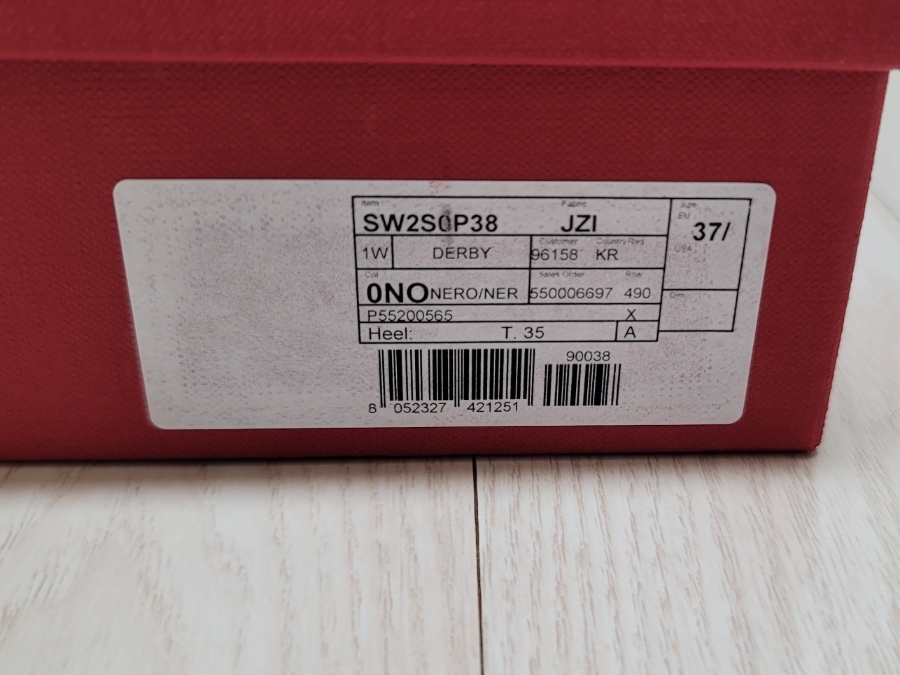 Item Fabric Size
SW2S0P38 JZI EU 37/
Customer Country Req. USA
1W DERBY 96158 KR
Col Sales Order Row
0NO NERO/NER 550006697 490 Dim.
P55200565 X
Heel: T. 35 A
90038
8 052327 421251